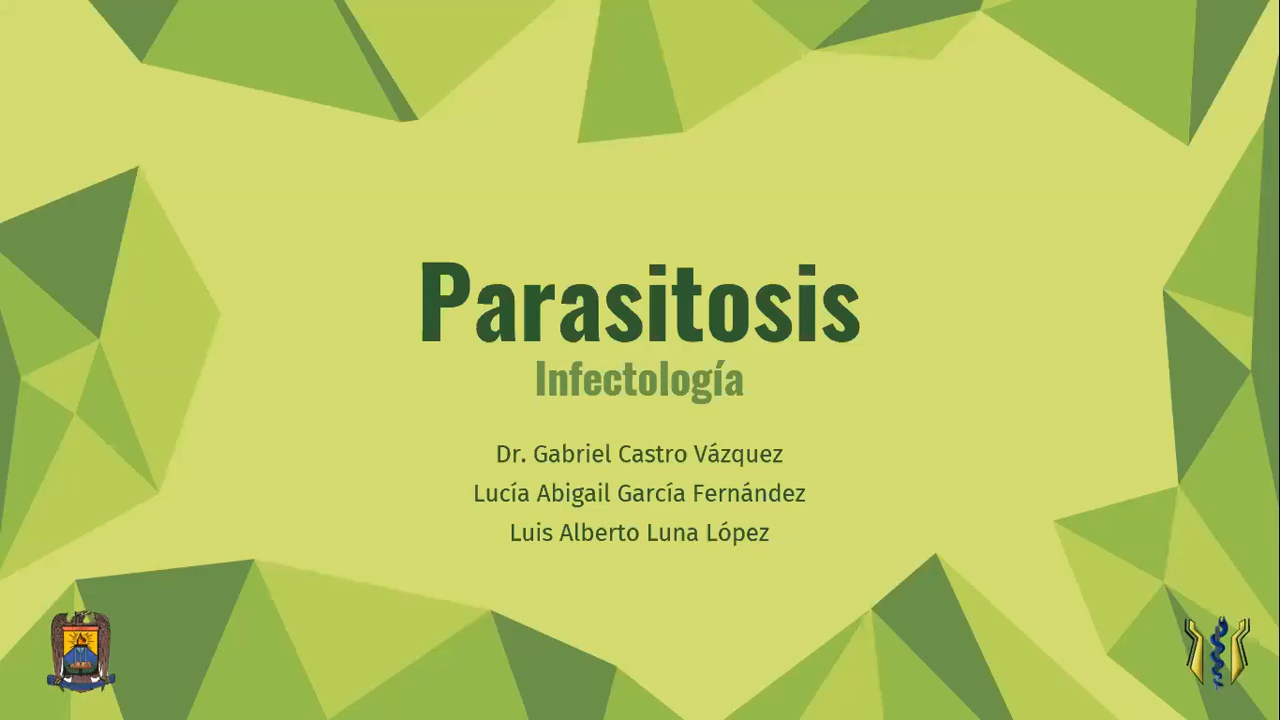 Parasitosis
Infectología
Dr. Gabriel Castro Vázquez
Lucía Abigail García Fernández
Luis Alberto Luna López